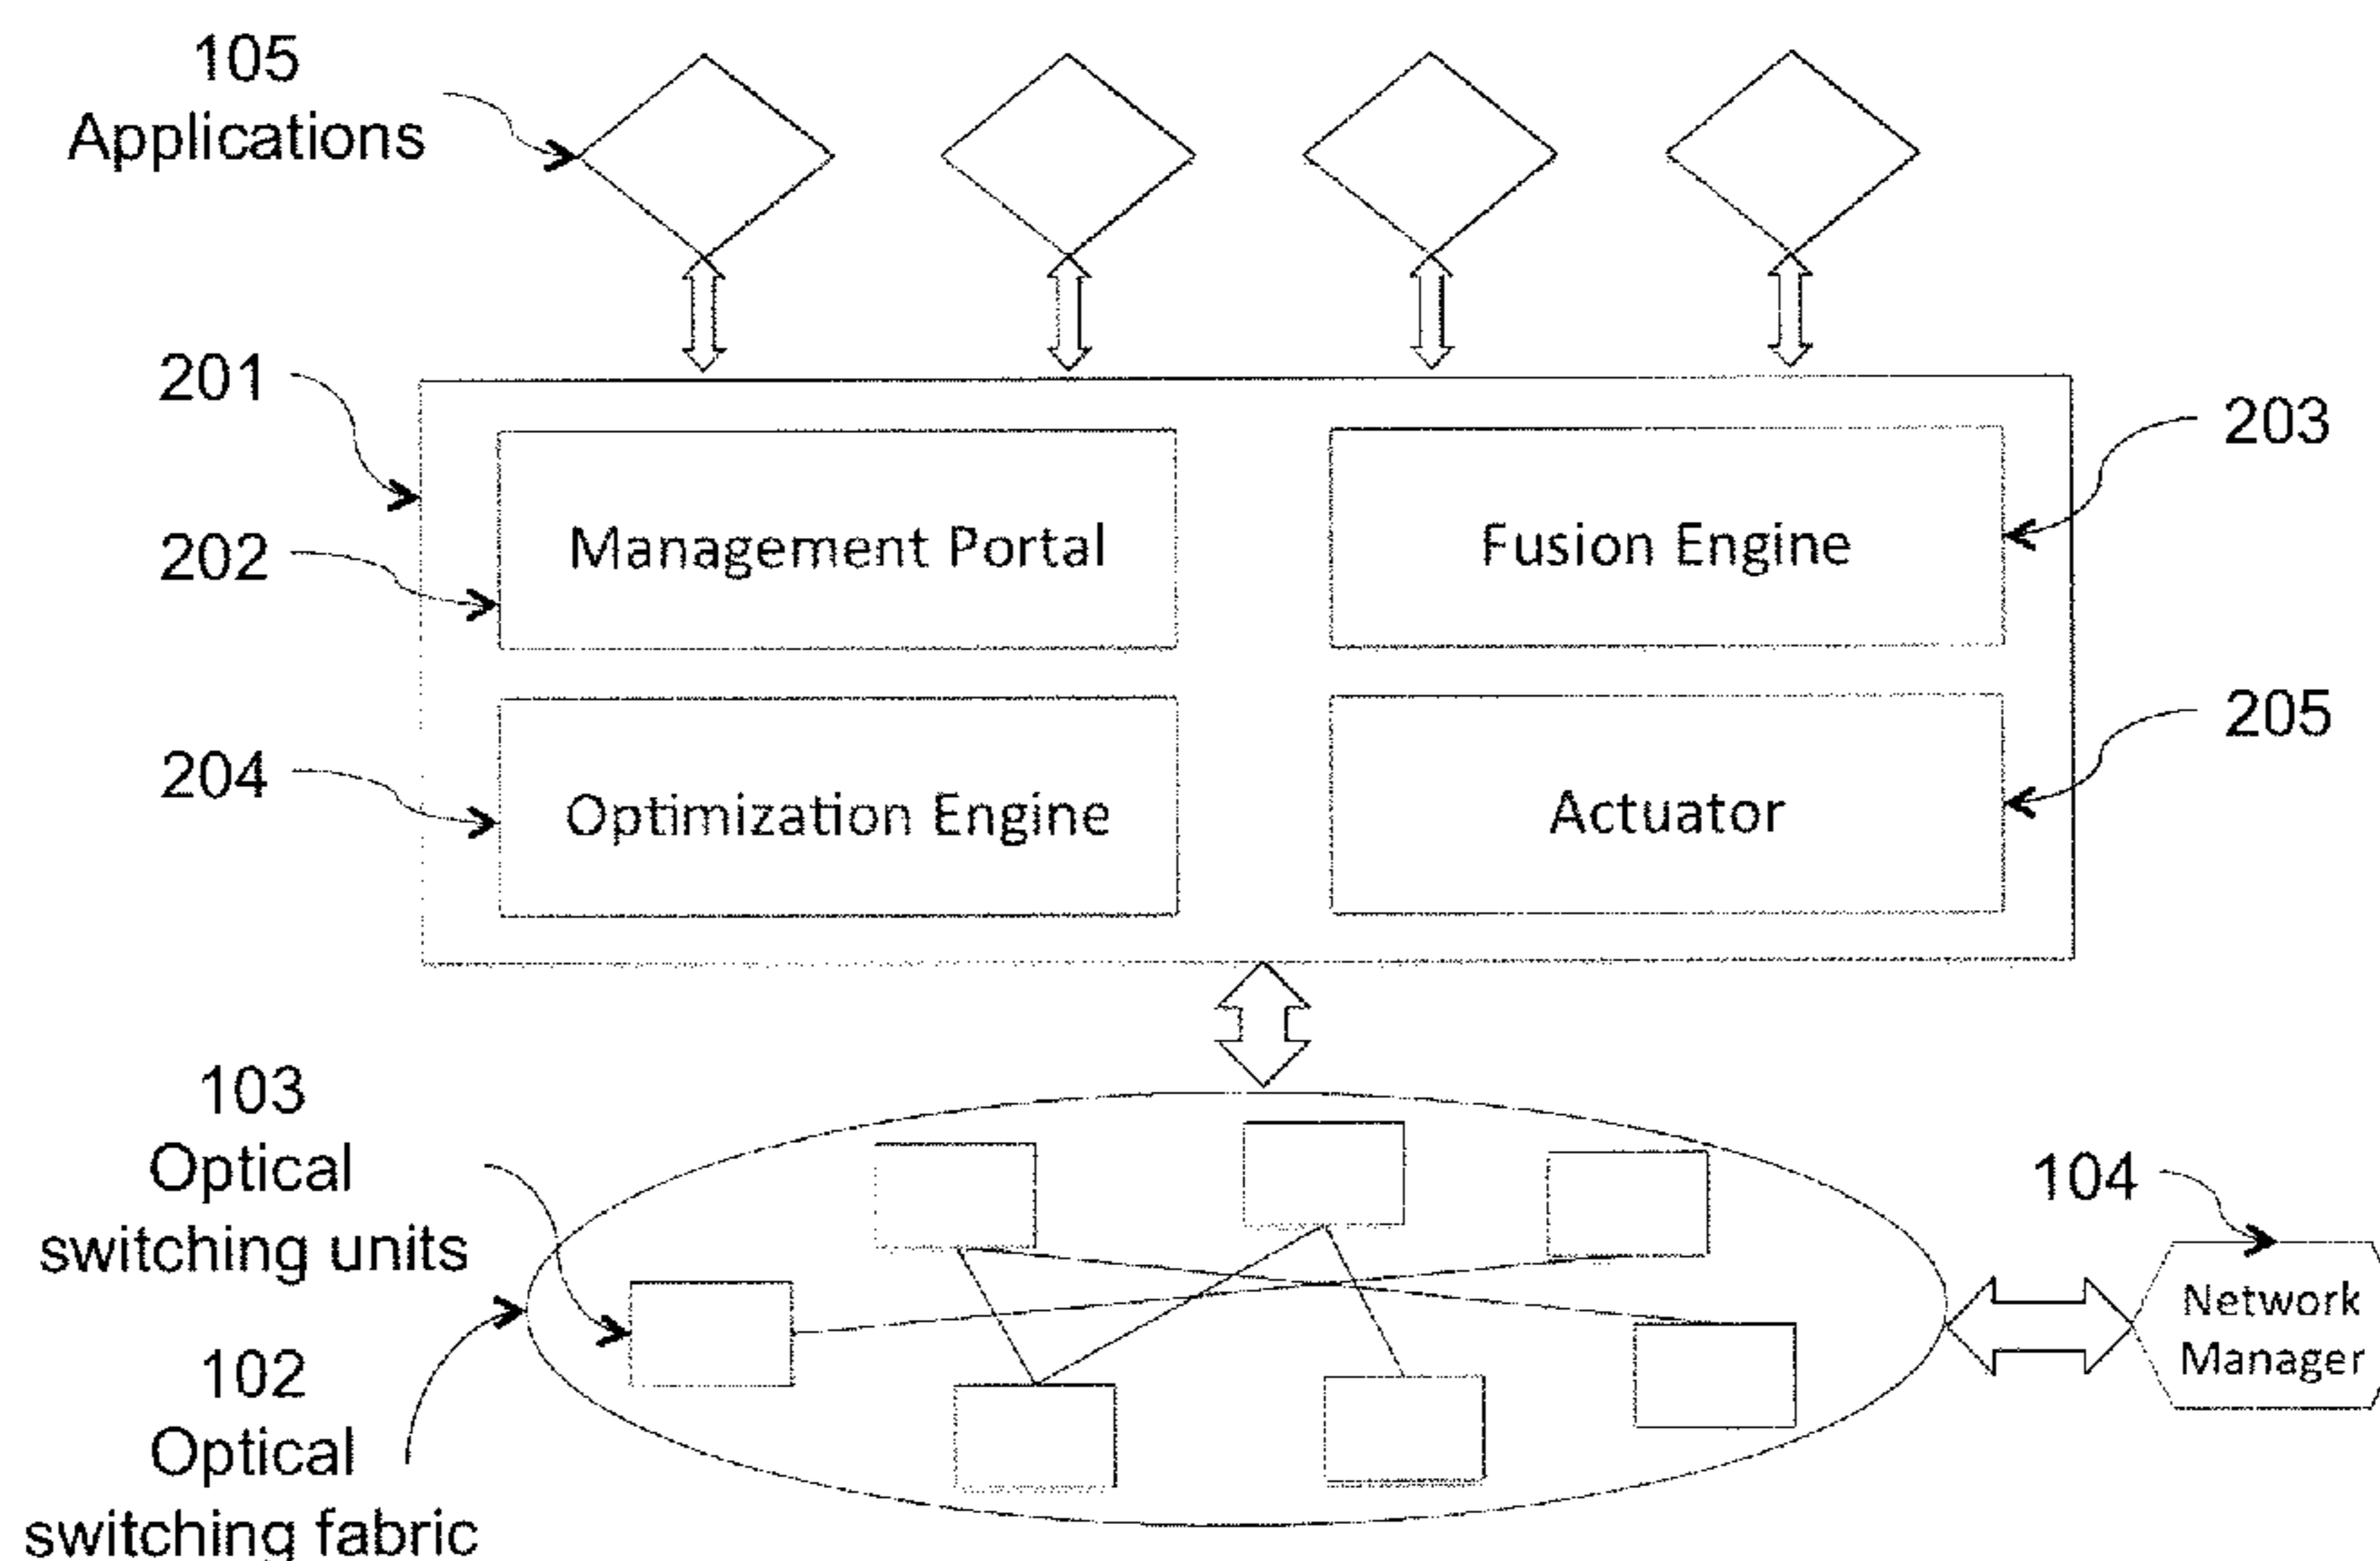 105
Applications
201
203
Management Portal
Fusion Engine
202
204
205
Optimization Engine
Actuator
103
Optical
switching units
104
Network
Manager
102
Optical
switching fabric